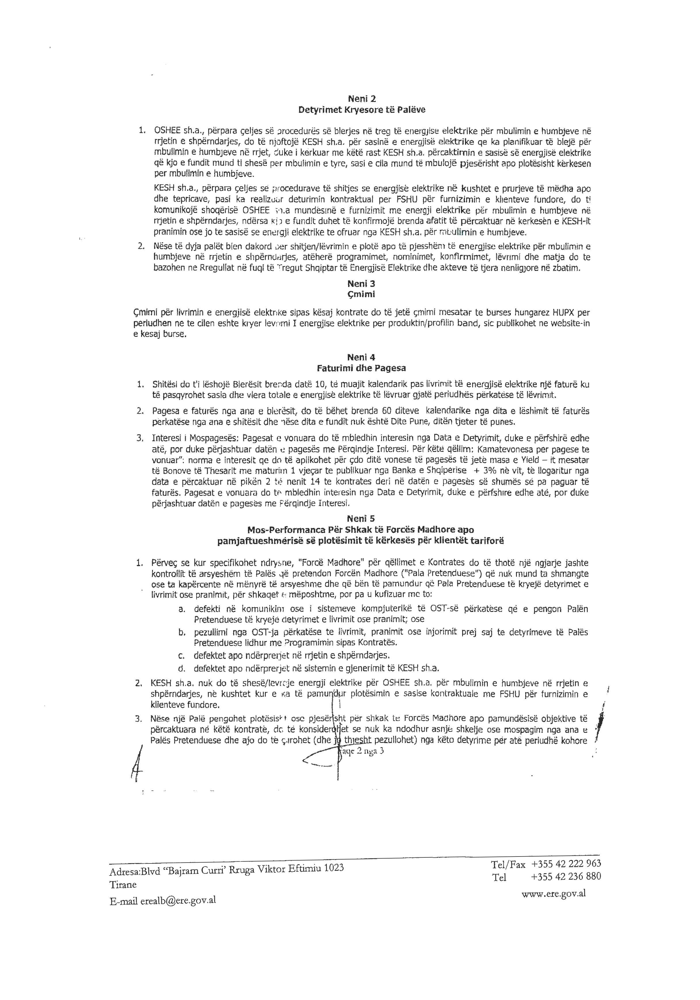 Neni 2
Detyrimet Kryesore të Palëve
1. OSHEE sh.a., përpara çeljes së procedurës së blerjes në treg të energjise elektrike për mbulimin e humbjeve në
rrjetin e shpërndarjes, do të njoftojë KESH sh.a. për sasinë e energjisë elektrike qe ka planifikuar të blejë për
mbulimin e humbjeve në rrjet, duke i kërkuar me këtë rast KESH sh.a. përcaktimin e sasisë së energjisë elektrike
që kjo e fundit mund ti shesë per mbulimin e tyre, sasi e cila mund të mbulojë pjesërisht apo plotësisht kërkesen
per mbulimin e humbjeve.
KESH sh.a., përpara çeljes se procedurave të shitjes se energjisë elektrike në kushtet e prurjeve të mëdha apo
dhe tepricave, pasi ka realizuar deturimin kontraktual per FSHU për furnizimin e klienteve fundore, do ti
komunikojë shoqërisë OSHEE sh.a mundësinë e furnizimit me energji elektrike për mbulimin e humbjeve në
rrjetin e shpërndarjes, ndërsa kjo e fundit duhet të konfirmojë brenda afatit të përcaktuar në kerkesën e KESH-it
pranimin ose jo te sasisë se energji elektrike te ofruar nga KESH sh.a. për mbulimin e humbjeve.
2. Nëse të dyja palët bien dakord per shitjen/lëvrimin e plotë apo të pjesshëm të energjise elektrike për mbulimin e
humbjeve në rrjetin e shpërndarjes, atëherë programimet, nominimet, konfirmimet, lëvrimi dhe matja do te
bazohen ne Rregullat në fuqi të Tregut Shqiptar të Energjisë Elektrike dhe akteve të tjera nenligjore në zbatim.
Neni 3
Çmimi
Çmimi për livrimin e energjisë elektrike sipas kësaj kontrate do të jetë çmimi mesatar te burses hungarez HUPX per
periudhen ne te cilen eshte kryer levrimi I energjise elektrike per produktin/profilin band, sic publikohet ne website-in
e kesaj burse.
Neni 4
Faturimi dhe Pagesa
1. Shitësi do t'i lëshojë Blerësit brenda datë 10, të muajit kalendarik pas livrimit të energjisë elektrike një faturë ku
të pasqyrohet sasia dhe vlera totale e energjisë elektrike të lëvruar gjatë periudhës përkatëse të lëvrimit.
2. Pagesa e faturës nga ana e blerësit, do të bëhet brenda 60 diteve kalendarike nga dita e lëshimit të faturës
përkatëse nga ana e shitësit dhe nëse dita e fundit nuk është Dite Pune, ditën tjeter të punes.
3. Interesi i Mospagesës: Pagesat e vonuara do të mbledhin interesin nga Data e Detyrimit, duke e përfshirë edhe
atë, por duke përjashtuar datën e pagesës me Përqindje Interesi. Për këtë qëllim: Kamatevonesa per pagese te
vonuar": norma e interesit qe do të aplikohet për çdo ditë vonese të pagesës të jetë masa e Yield – it mesatar
të Bonove të Thesarit me maturim 1 vjeçar te publikuar nga Banka e Shqiperise + 3% në vit, të llogaritur nga
data e përcaktuar në pikën 2 të nenit 14 te kontrates deri në datën e pagesës së shumës së pa paguar të
faturës. Pagesat e vonuara do të mbledhin interesin nga Data e Detyrimit, duke e përfshire edhe atë, por duke
përjashtuar datën e pagesës me Përqindje Interesi.
Neni 5
Mos-Performanca Për Shkak të Forcës Madhore apo
pamjaftueshmërisë së plotësimit të kërkesës për klientët tariforë
1. Përveç se kur specifikohet ndryshe, "Forcë Madhore" për qëllimet e Kontrates do të thotë një ngjarje jashte
kontrollit të arsyeshëm të Palës që pretendon Forcën Madhore ("Pala Pretenduese") që nuk mund ta shmangte
ose ta kapërcente në mënyrë të arsyeshme dhe që bën të pamundur që Pala Pretenduese të kryejë detyrimet e
livrimit ose pranimit, për shkaqet e mëposhtme, por pa u kufizuar me to:
a. defekti në komunikim ose i sistemeve kompjuterikë të OST-së përkatëse që e pengon Palën
Pretenduese të kryejë detyrimet e livrimit ose pranimit; ose
b. pezullimi nga OST-ja përkatëse te livrimit, pranimit ose injorimit prej saj te detyrimeve të Palës
Pretenduese lidhur me Programimin sipas Kontratës.
c. defektet apo ndërprerjet në rrjetin e shpërndarjes.
d. defektet apo ndërprerjet në sistemin e gjenerimit të KESH sh.a.
2. KESH sh.a. nuk do të shesë/levroje energji elektrike për OSHEE sh.a. për mbulimin e humbjeve në rrjetin e
shpërndarjes, në kushtet kur e ka të pamundur plotësimin e sasise kontraktuale me FSHU për furnizimin e
klienteve fundore.
3. Nëse një Palë pengohet plotësisht ose pjesërisht për shkak te Forcës Madhore apo pamundësisë objektive të
përcaktuara në këtë kontratë, do të konsiderohet se nuk ka ndodhur asnjë shkelje ose mospagim nga ana e
Palës Pretenduese dhe ajo do të çlirohet (dhe jo thjesht pezullohet) nga këto detyrime për atë periudhë kohore
Faqe 2 nga 3
Adresa:Blvd “Bajram Curri’ Rruga Viktor Eftimiu 1023
Tirane
E-mail erealb@ere.gov.al
Tel/Fax +355 42 222 963
Tel +355 42 236 880
www.ere.gov.al